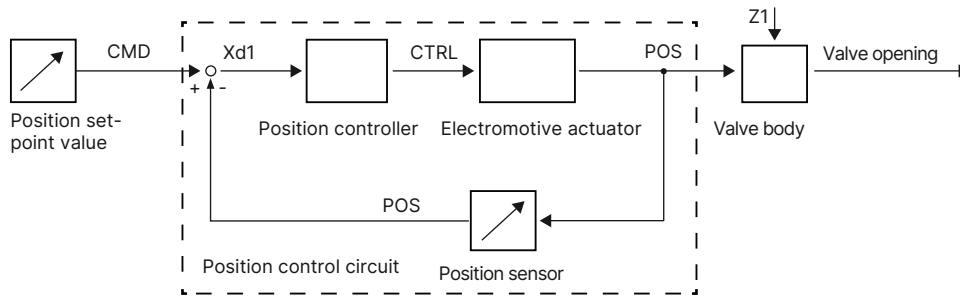 Z1
CMD
Xd1
CTRL
POS
Valve opening
+ -
Position set-
point value
Position controller
Electromotive actuator
Valve body
POS
Position control circuit
Position sensor